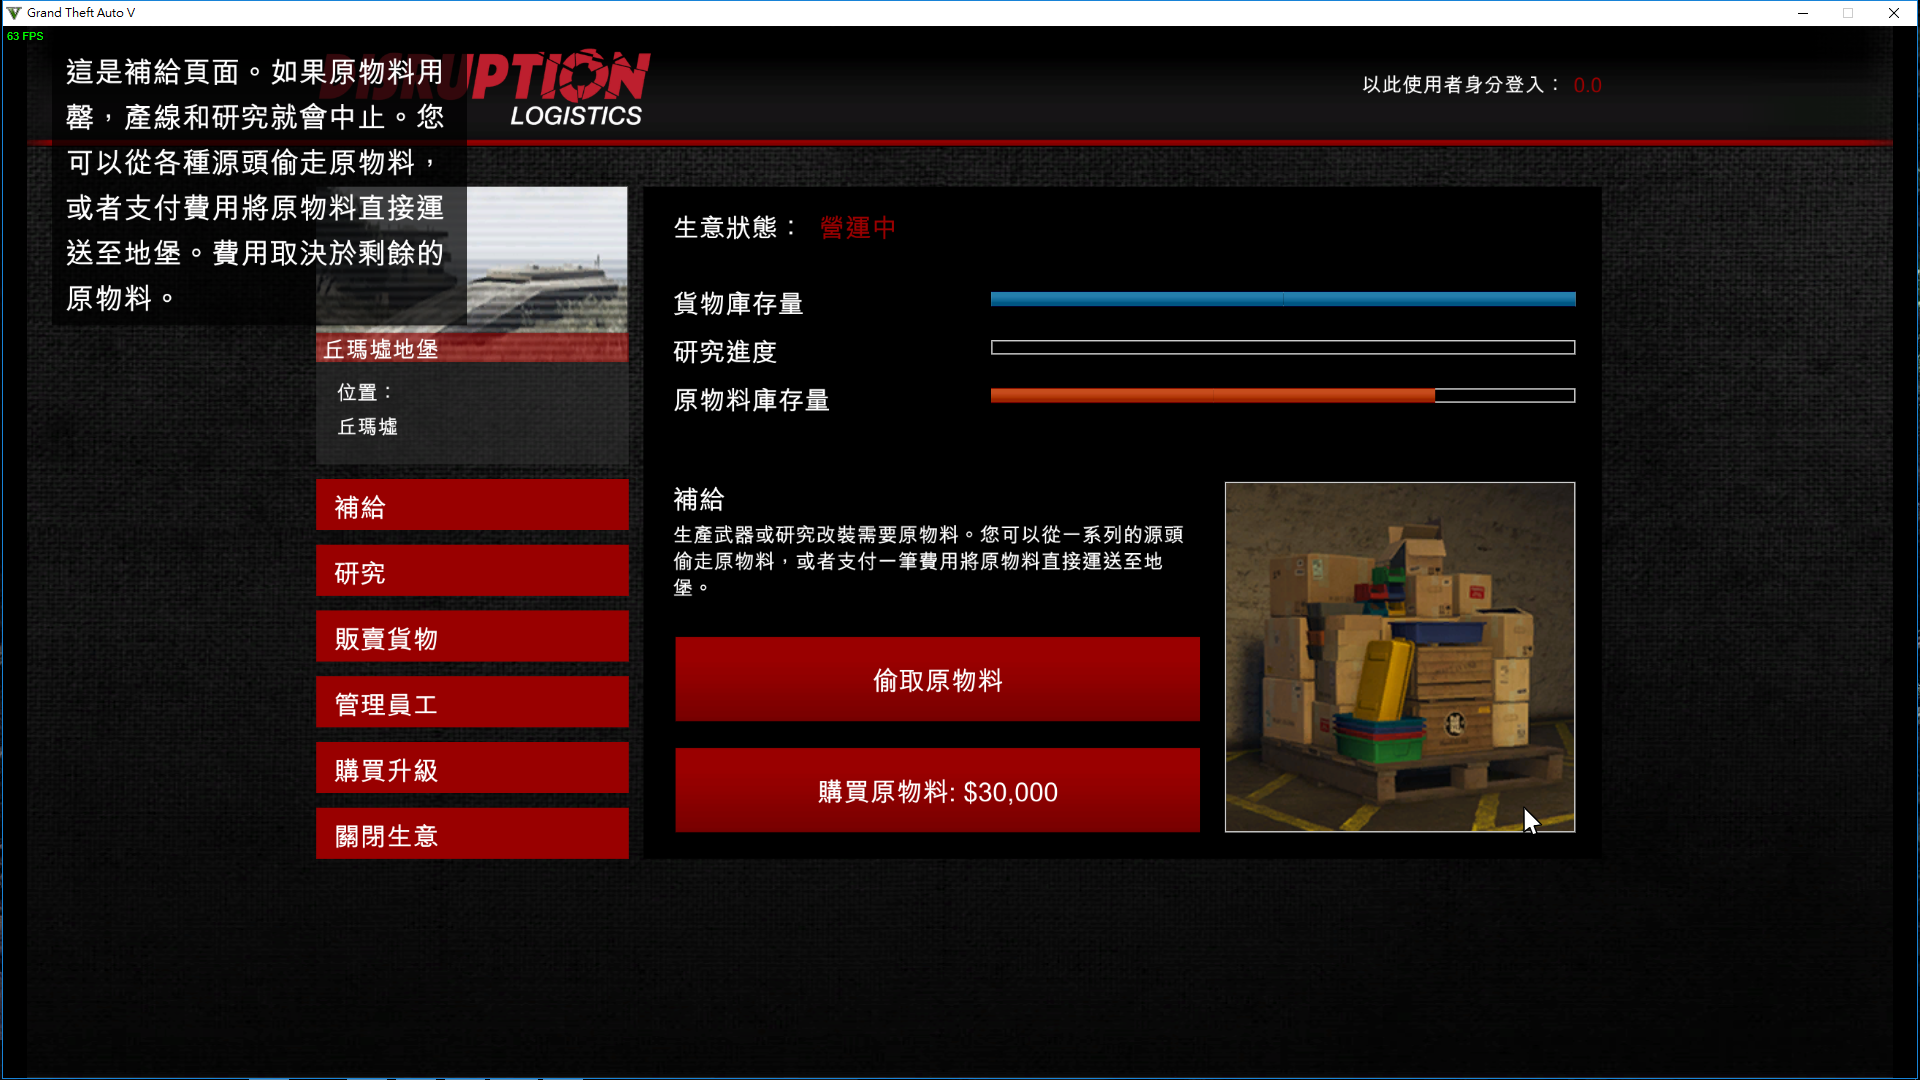 Grand Theft Auto V
63 FPS
這是補給頁面。如果原物料用
罄，產線和研究就會中止。您
可以從各種源頭偷走原物料，
或者支付費用將原物料直接運
送至地堡。費用取決於剩餘的
原物料。
DISRUPTION
LOGISTICS
以此使用者身分登入： 0.0
丘瑪墟地堡
位置：
丘瑪墟
補給
研究
販賣貨物
管理員工
購買升級
關閉生意
生意狀態： 營運中
貨物庫存量
研究進度
原物料庫存量
補給
生產武器或研究改裝需要原物料。您可以從一系列的源頭
偷走原物料，或者支付一筆費用將原物料直接運送至地
堡。
偷取原物料
購買原物料: $30,000